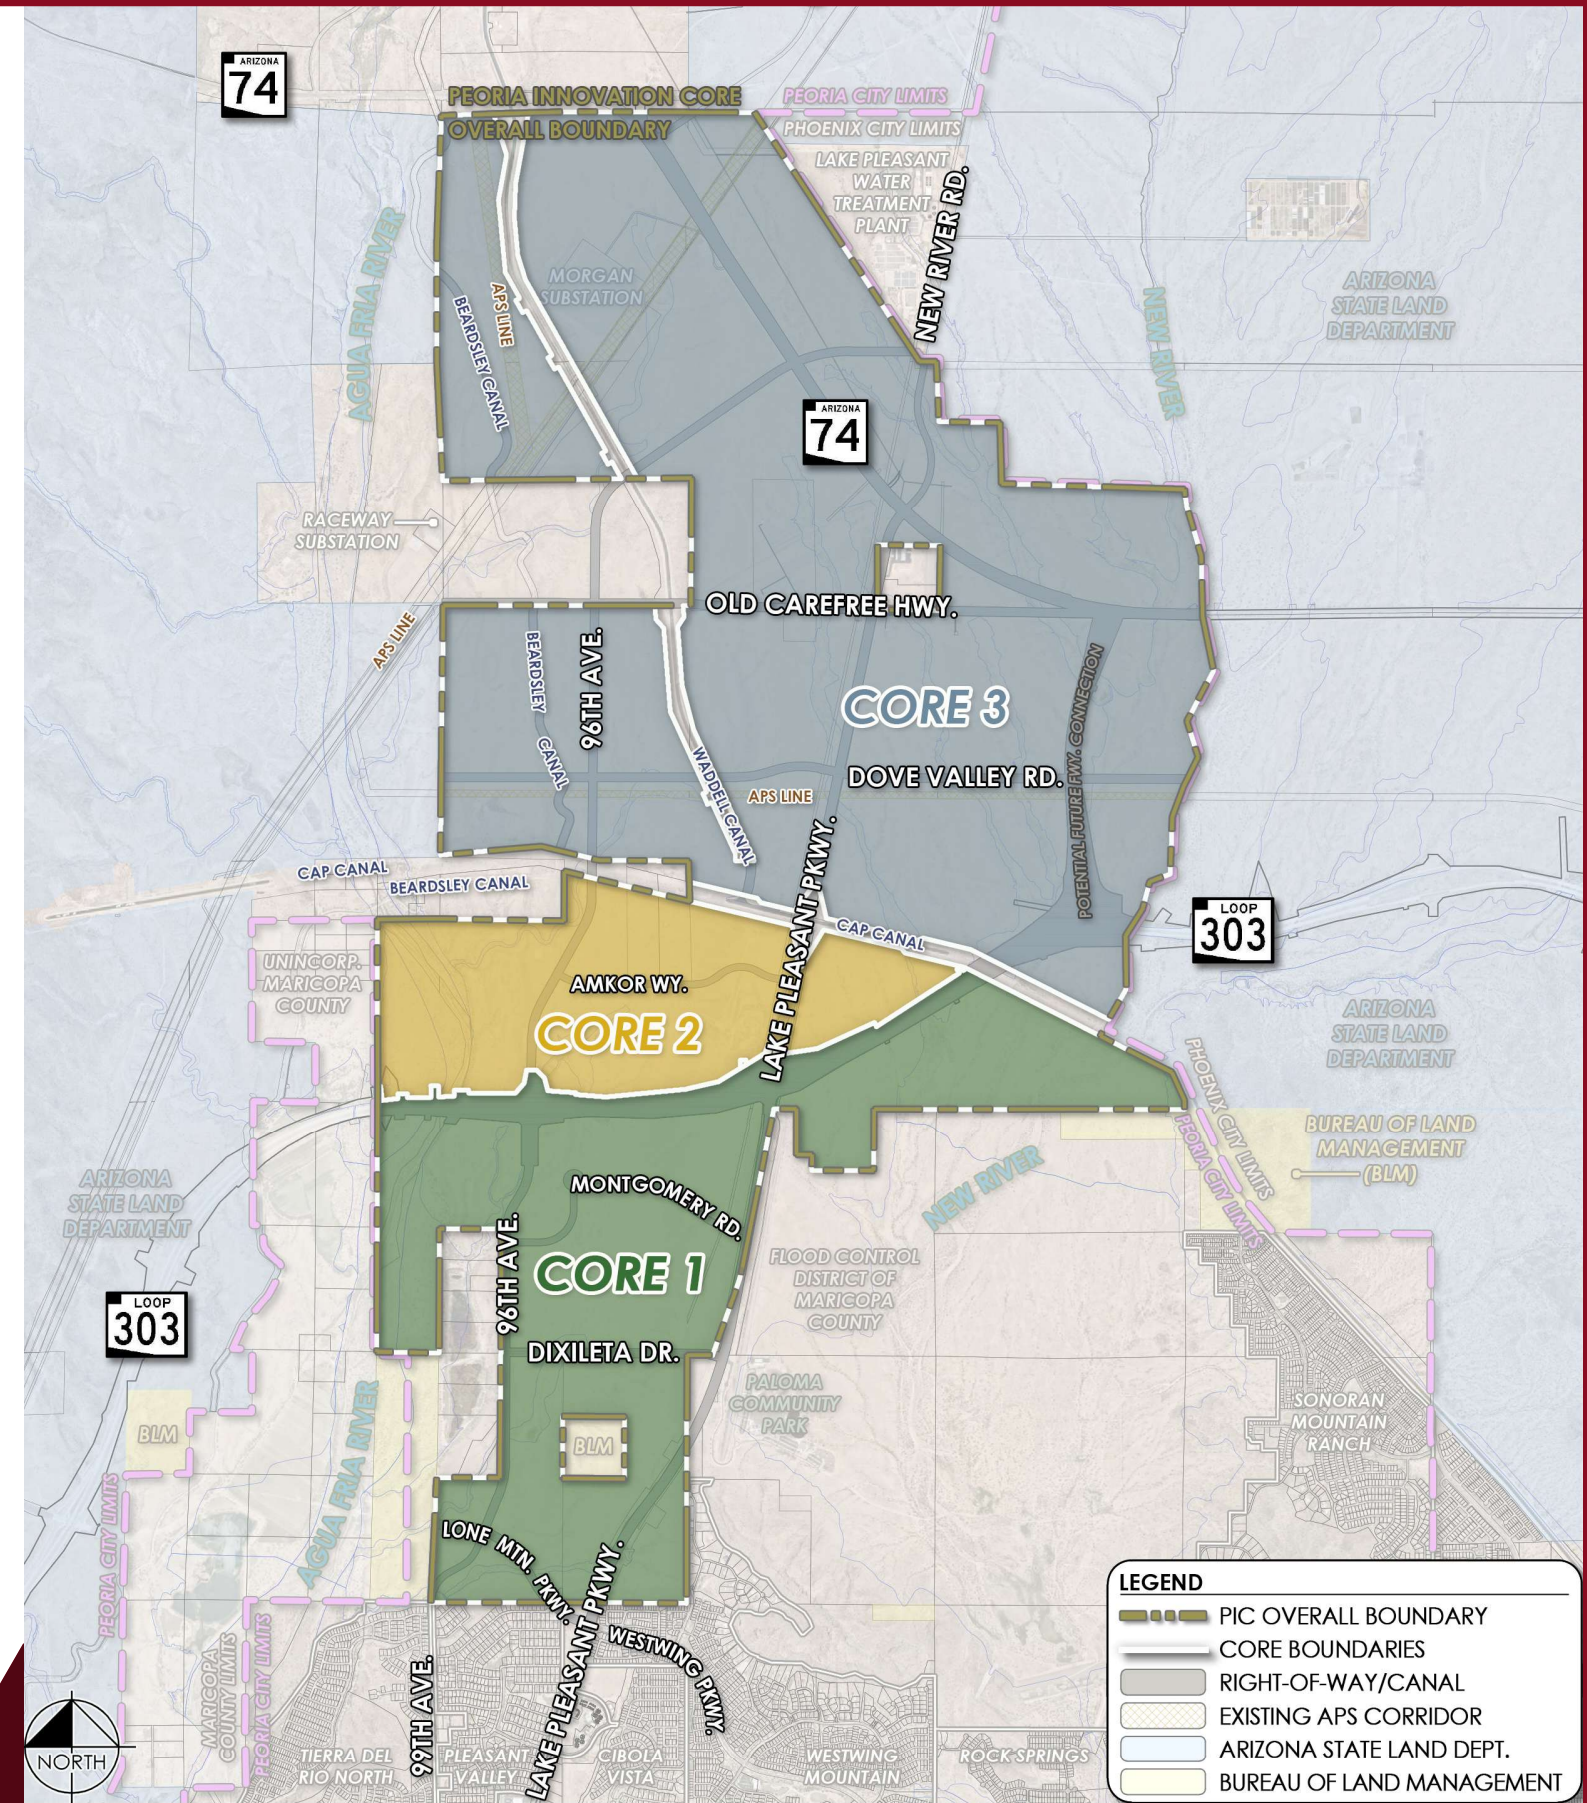 ARIZONA
74
PEORIA INNOVATION CORE
OVERALL BOUNDARY
PEORIA CITY LIMITS
PHOENIX CITY LIMITS
LAKE PLEASANT
WATER
TREATMENT
PLANT
NEW RIVER RD.
AGUA FRIA RIVER
MORGAN
SUBSTATION
APS LINE
BEARDSLEY CANAL
NEW RIVER
ARIZONA
STATE LAND
DEPARTMENT
ARIZONA
74
RACEWAY
SUBSTATION
OLD CAREFREE HWY.
APS LINE
BEARDSLEY
CANAL
96TH AVE.
CORE 3
POTENTIAL FUTURE FWY. CONNECTION
WADDELL CANAL
DOVE VALLEY RD.
APS LINE
LAKE PLEASANT PKWY.
CAP CANAL
BEARDSLEY CANAL
CAP CANAL
LOOP
303
UNINCORP.
MARICOPA
COUNTY
AMKOR WY.
CORE 2
ARIZONA
STATE LAND
DEPARTMENT
PHOENIX CITY LIMITS
PEORIA CITY LIMITS
BUREAU OF LAND
MANAGEMENT
(BLM)
ARIZONA
STATE LAND
DEPARTMENT
MONTGOMERY RD.
NEW RIVER
96TH AVE.
CORE 1
FLOOD CONTROL
DISTRICT OF
MARICOPA
COUNTY
LOOP
303
DIXILETA DR.
PALOMA
COMMUNITY
PARK
SONORAN
MOUNTAIN
RANCH
BLM
BLM
AGUA FRIA RIVER
PEORIA CITY LIMITS
LONE MTN. PKWY.
LAKE PLEASANT PKWY.
WESTWING PKWY.
MARICOPA
COUNTY LIMITS
PEORIA CITY LIMITS
99TH AVE.
TIERRA DEL
RIO NORTH
PLEASANT
VALLEY
CIBOLA
VISTA
WESTWING
MOUNTAIN
ROCK SPRINGS
NORTH
LEGEND
PIC OVERALL BOUNDARY
CORE BOUNDARIES
RIGHT-OF-WAY/CANAL
EXISTING APS CORRIDOR
ARIZONA STATE LAND DEPT.
BUREAU OF LAND MANAGEMENT